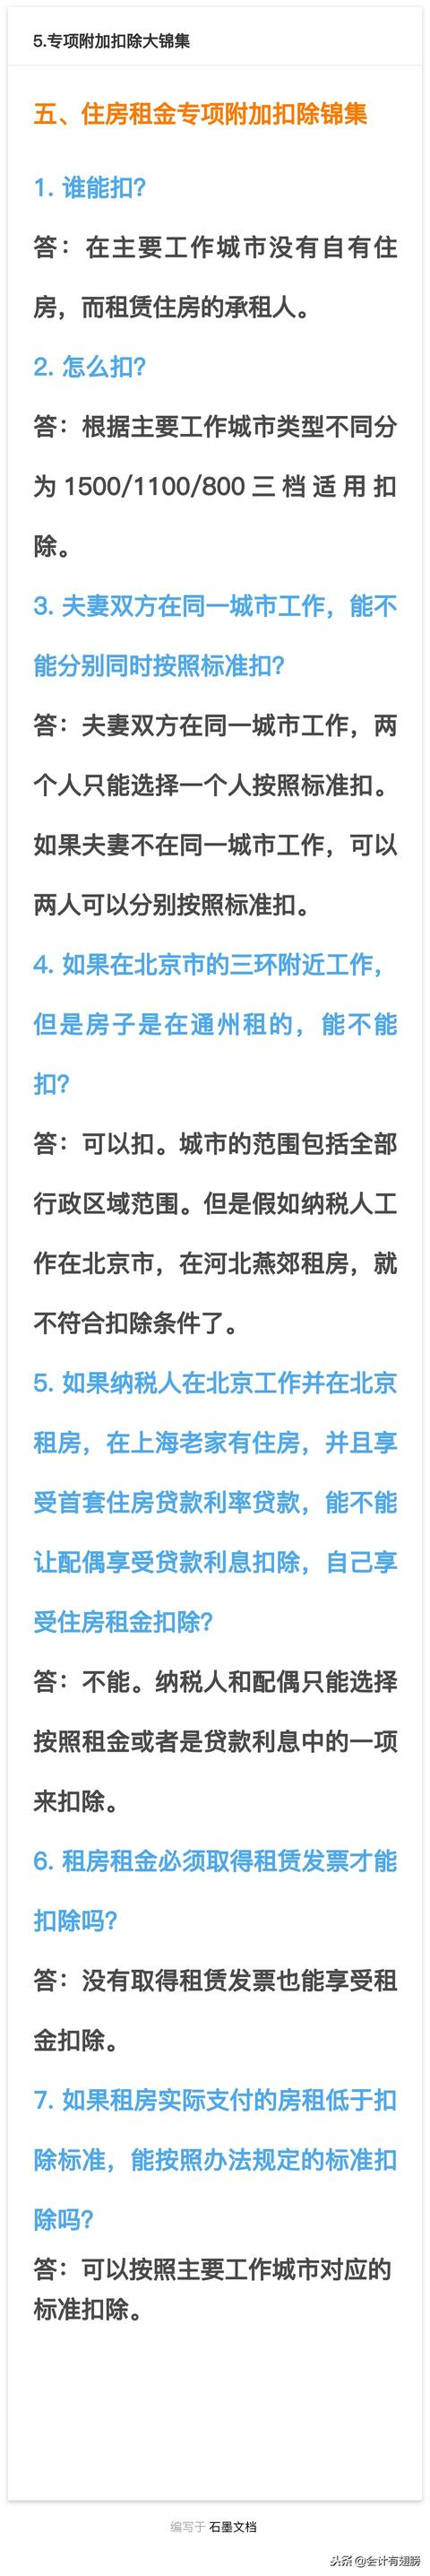 5.专项附加扣除大锦集
五、住房租金专项附加扣除锦集
1. 谁能扣?
答：在主要工作城市没有自有住
房，而租赁住房的承租人。
2. 怎么扣?
答：根据主要工作城市类型不同分
为1500/1100/800三档适用扣
除。
3. 夫妻双方在同一城市工作，能不
能分别同时按照标准扣?
答：夫妻双方在同一城市工作，两
个人只能选择一个人按照标准扣。
如果夫妻不在同一城市工作，可以
两人可以分别按照标准扣。
4. 如果在北京市的三环附近工作，
但是房子是在通州租的，能不能
扣?
答：可以扣。城市的范围包括全部
行政区域范围。但是假如纳税人工
作在北京市，在河北燕郊租房，就
不符合扣除条件了。
5. 如果纳税人在北京工作并在北京
租房，在上海老家有住房，并且享
受首套住房贷款利率贷款，能不能
让配偶享受贷款利息扣除，自己享
受住房租金扣除?
答：不能。纳税人和配偶只能选择
按照租金或者是贷款利息中的一项
来扣除。
6. 租房租金必须取得租赁发票才能
扣除吗?
答：没有取得租赁发票也能享受租
金扣除。
7. 如果租房实际支付的房租低于扣
除标准，能按照办法规定的标准扣
除吗?
答：可以按照主要工作城市对应的
标准扣除。
编写于 石墨文档
头条 @会计有翅膀